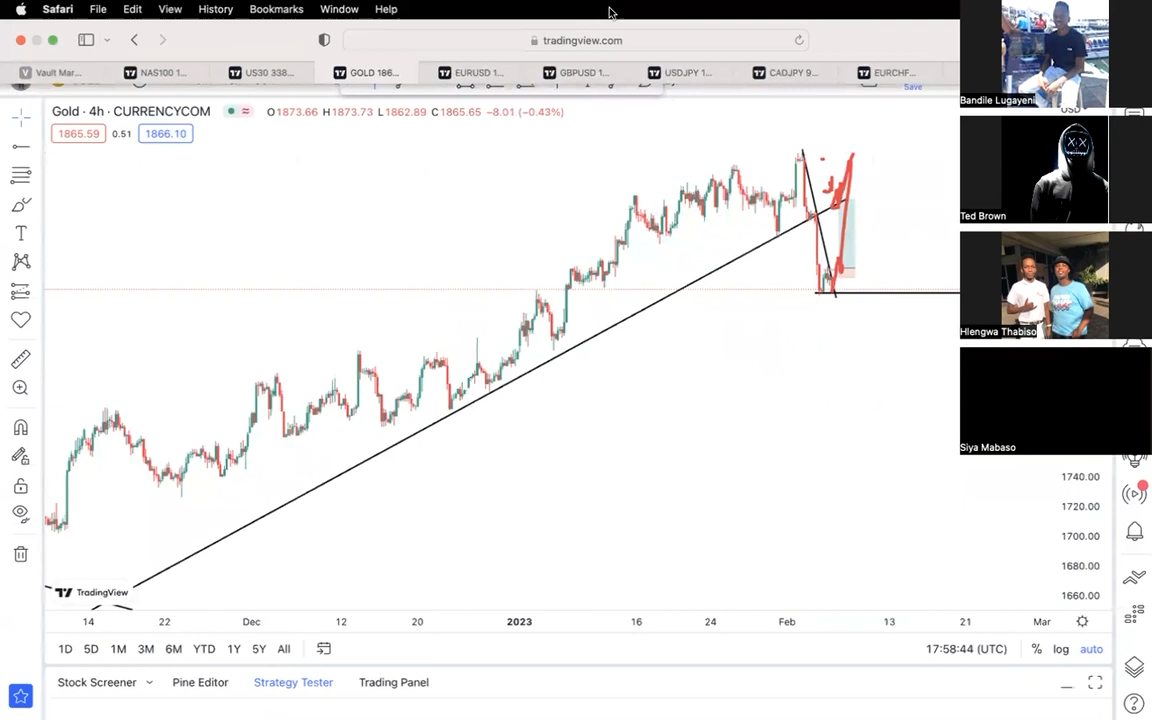 Safari File Edit View History Bookmarks Window Help
tradingview.com
Vault Mar... NAS100 1... US30 338... GOLD 186... EURUSD 1... GBPUSD 1... USDJPY 1... CADJPY 9... EURCHF...
Save
Gold · 4h · CURRENCYCOM O1873.66 H1873.73 L1862.89 C1865.65 −8.01 (−0.43%)
1865.59 0.51 1866.10
Bandile Lugayeni
Ted Brown
Hlengwa Thabiso
Siya Mabaso
1740.00
1720.00
1700.00
1680.00
1660.00
TradingView
14 22 Dec 12 20 2023 16 24 Feb 13 21 Mar
1D 5D 1M 3M 6M YTD 1Y 5Y All 17:58:44 (UTC) % log auto
Stock Screener Pine Editor Strategy Tester Trading Panel